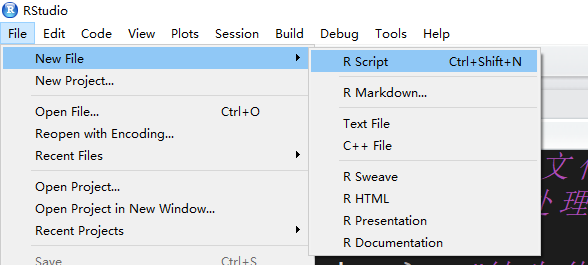 RStudio
File Edit Code View Plots Session Build Debug Tools Help
New File
New Project...
Open File... Ctrl+O
Reopen with Encoding...
Recent Files
Open Project...
Open Project in New Window...
Recent Projects
Save Ctrl+S
R Script Ctrl+Shift+N
R Markdown...
Text File
C++ File
R Sweave
R HTML
R Presentation
R Documentation
文件
处理